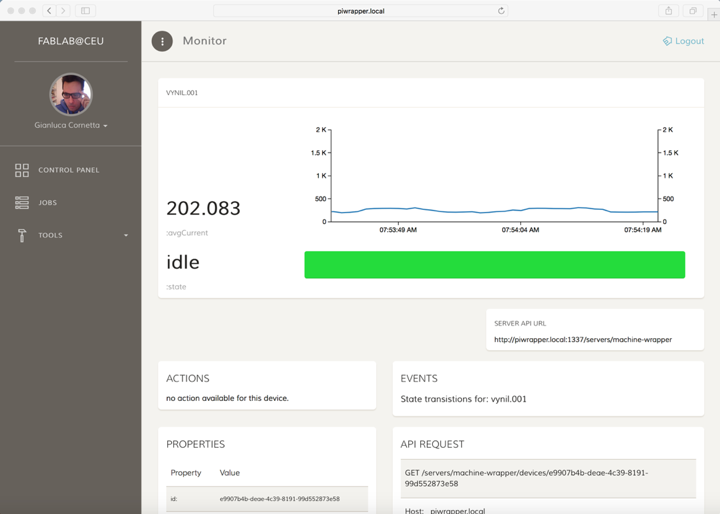 piwrapper.local
FABLAB@CEU
Monitor
Logout
Gianluca Cornetta
CONTROL PANEL
JOBS
TOOLS
VYNIL.001
2 K
1.5 K
1 K
500
0
2 K
1.5 K
1 K
500
0
07:53:49 AM
07:54:04 AM
07:54:19 AM
202.083
:avgCurrent
idle
:state
SERVER API URL
http://piwrapper.local:1337/servers/machine-wrapper
ACTIONS
no action available for this device.
EVENTS
State transistions for: vynil.001
PROPERTIES
Property Value
id: e9907b4b-deae-4c39-8191-99d552873e58
API REQUEST
GET /servers/machine-wrapper/devices/e9907b4b-deae-4c39-8191-
99d552873e58
Host: piwrapper.local